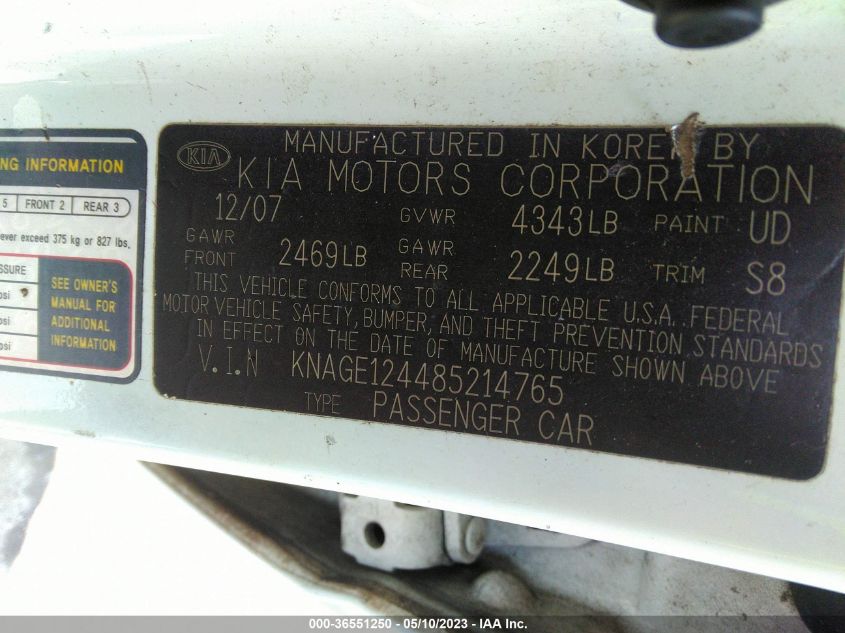 NG INFORMATION
5 FRONT 2 REAR 3
ever exceed 375 kg or 827 lbs.
SSURE
SEE OWNER'S
MANUAL FOR
ADDITIONAL
INFORMATION
psi
psi
psi
MANUFACTURED IN KOREA BY
KIA
KIA MOTORS CORPORATION
12/07 GVWR 4343LB PAINT UD
GAWR FRONT 2469LB GAWR REAR 2249LB TRIM S8
THIS VEHICLE CONFORMS TO ALL APPLICABLE U.S.A. FEDERAL
MOTOR VEHICLE SAFETY, BUMPER, AND THEFT PREVENTION STANDARDS
IN EFFECT ON THE DATE OF MANUFACTURE SHOWN ABOVE
V.I.N KNAGE124485214765
TYPE PASSENGER CAR
000-36551250 - 05/10/2023 - IAA